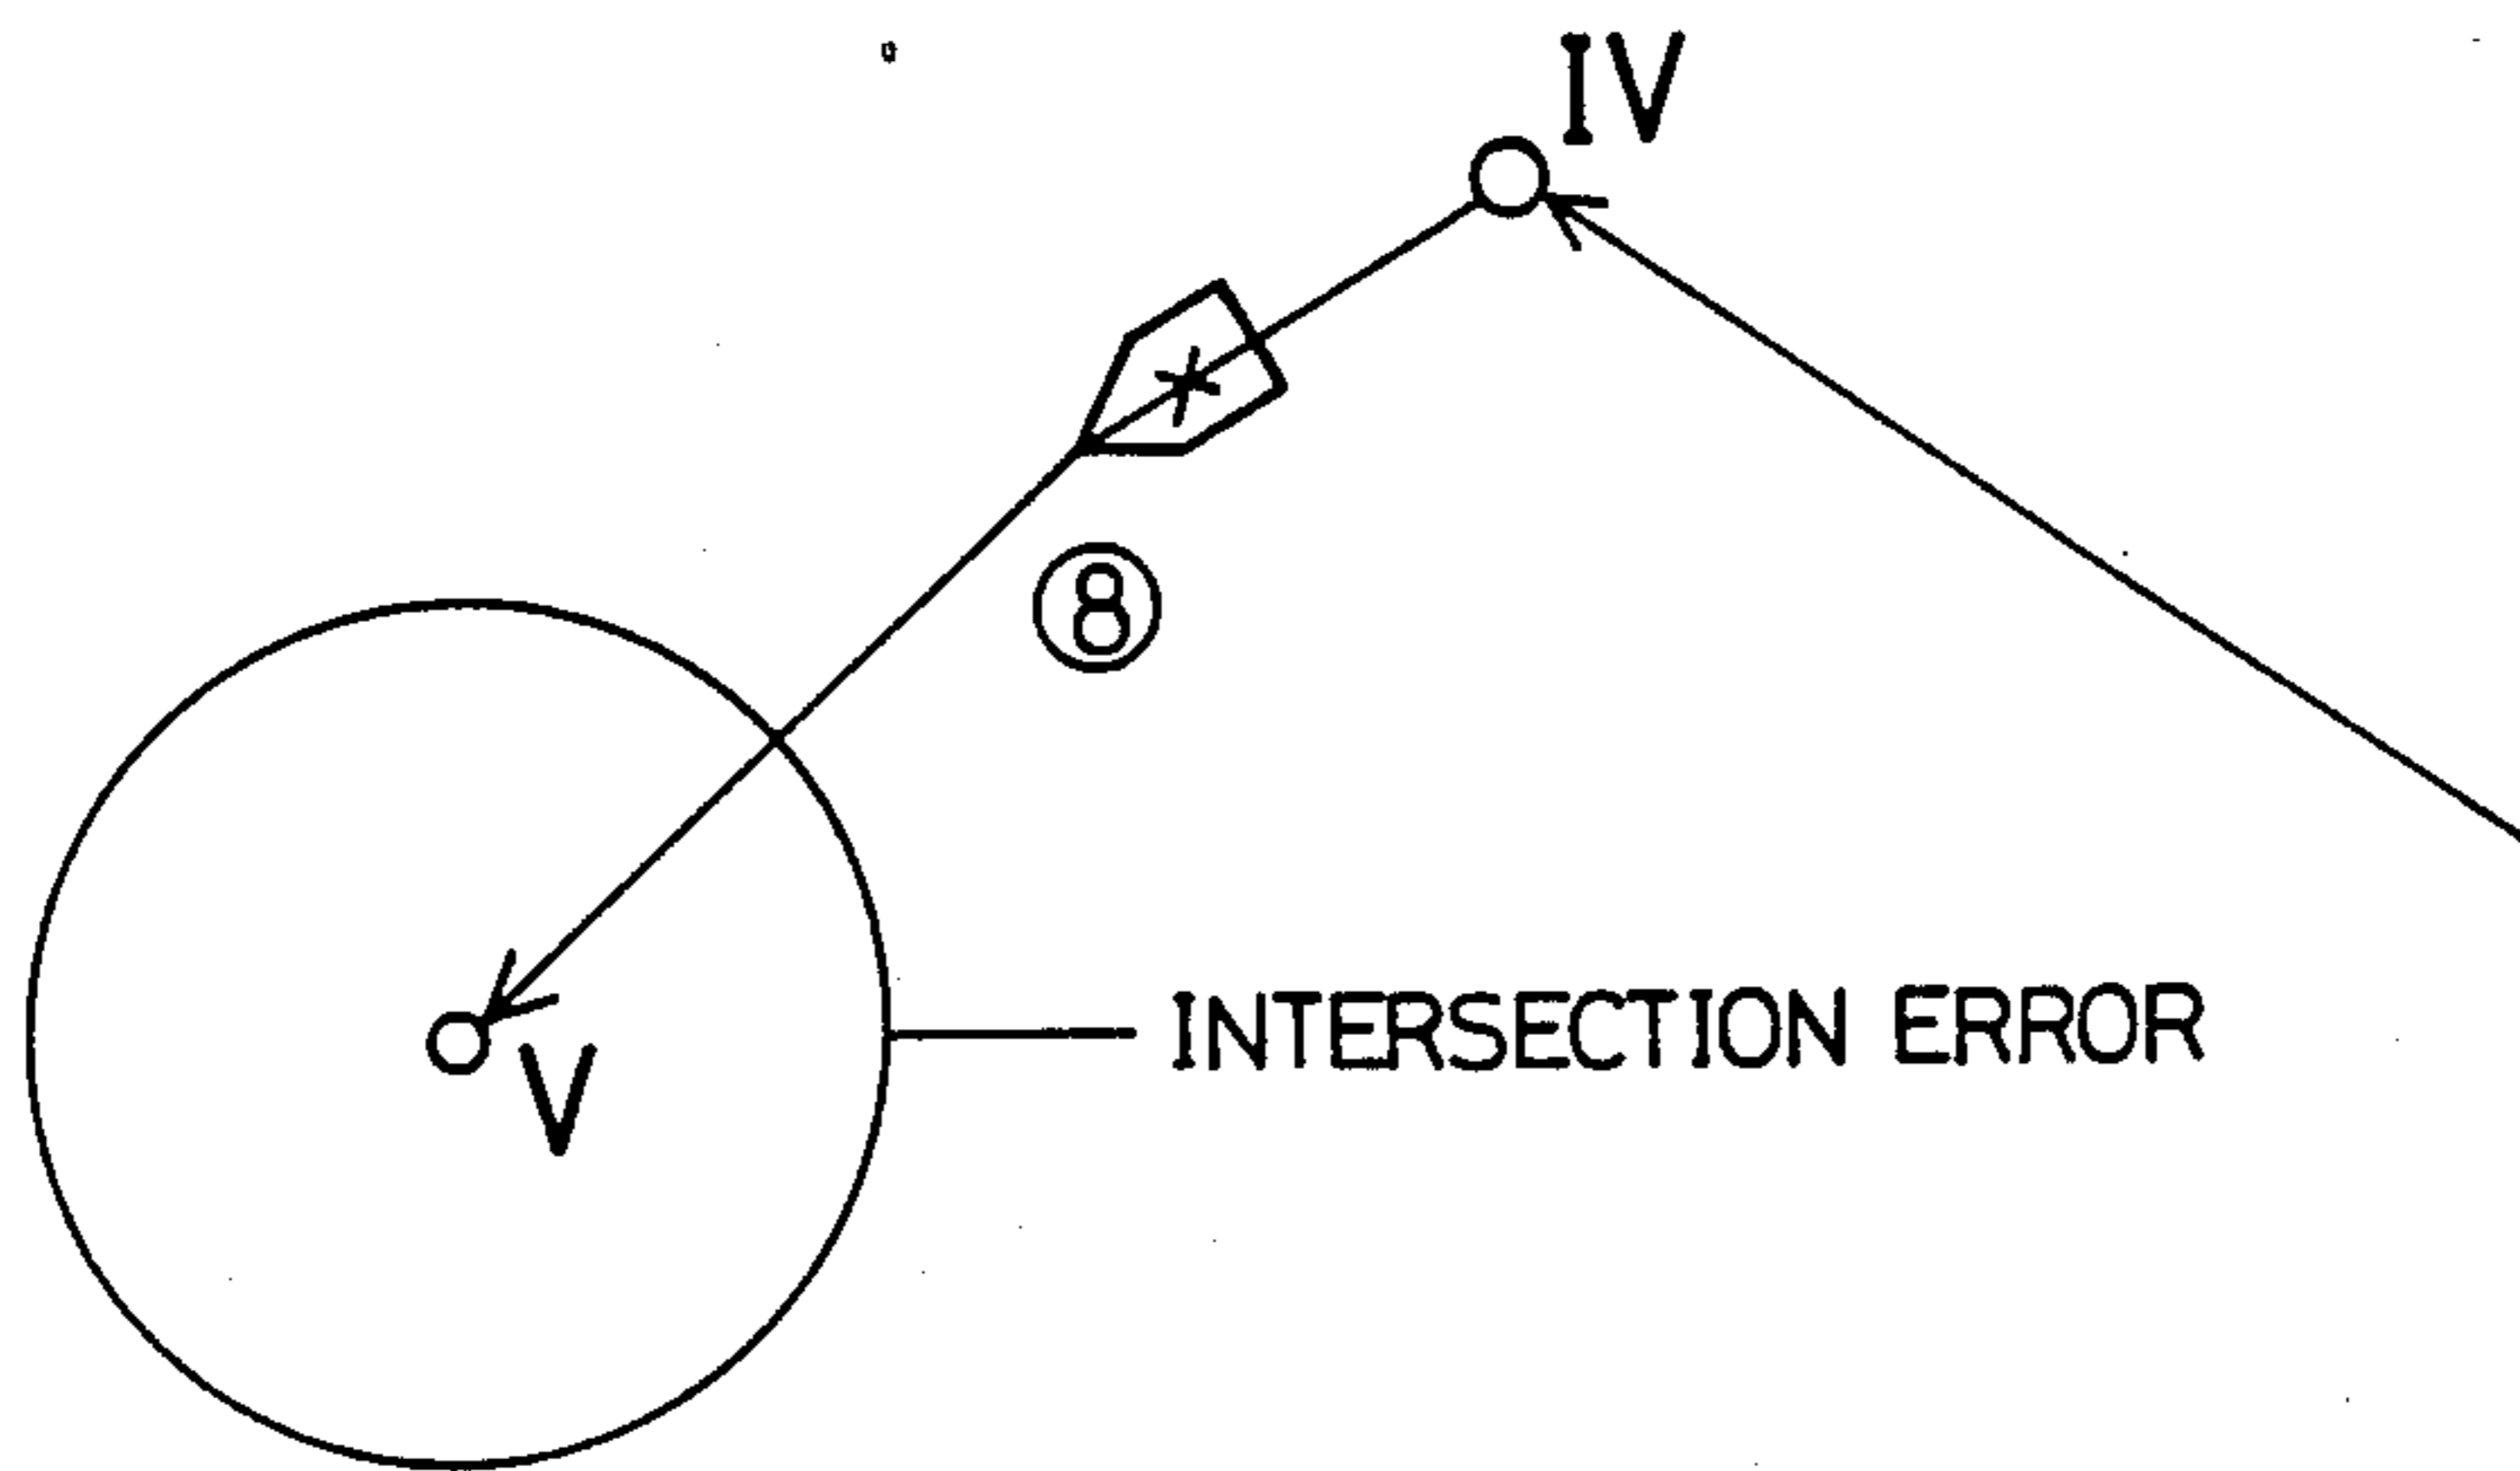 IV
⑧
INTERSECTION ERROR
V